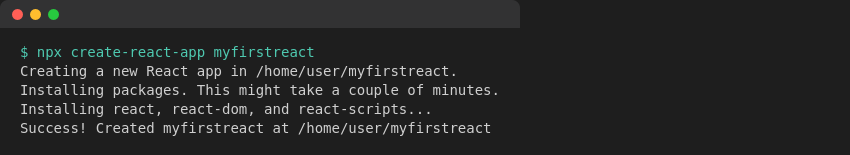 $ npx create-react-app myfirstreact
Creating a new React app in /home/user/myfirstreact.
Installing packages. This might take a couple of minutes.
Installing react, react-dom, and react-scripts...
Success! Created myfirstreact at /home/user/myfirstreact